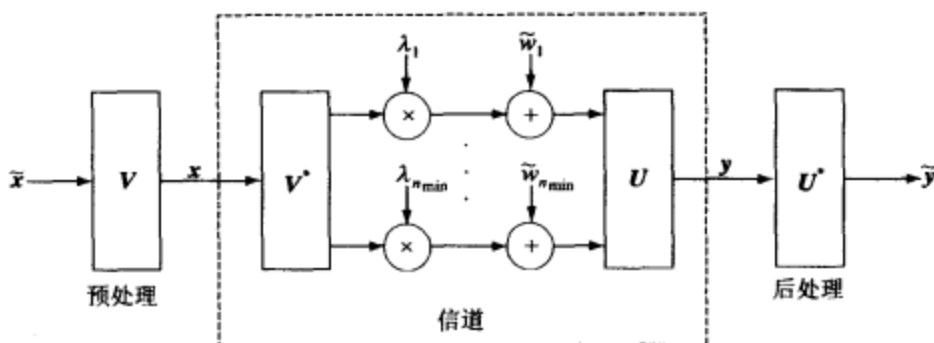 λ₁ w̃₁
x̃ V x V* × + U y U* ỹ
λₙₘᵢₙ w̃ₙₘᵢₙ
× +
预处理 后处理
信道